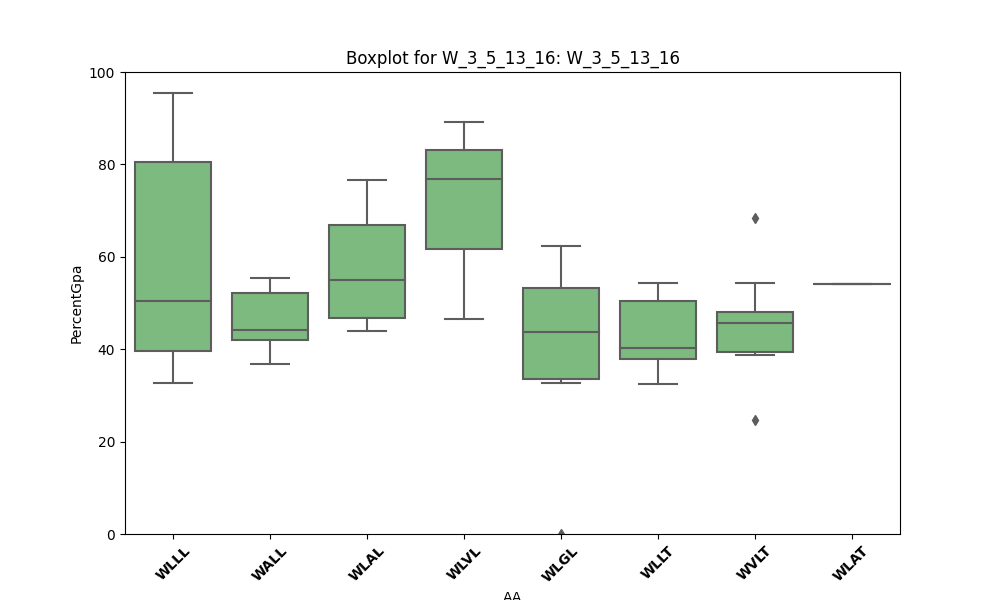 Boxplot for W_3_5_13_16: W_3_5_13_16
100
80
60
40
20
0
PercentGpa
WLLL
WALL
WLAL
WLVL
WLGL
WLLT
WVLT
WLAT
AA